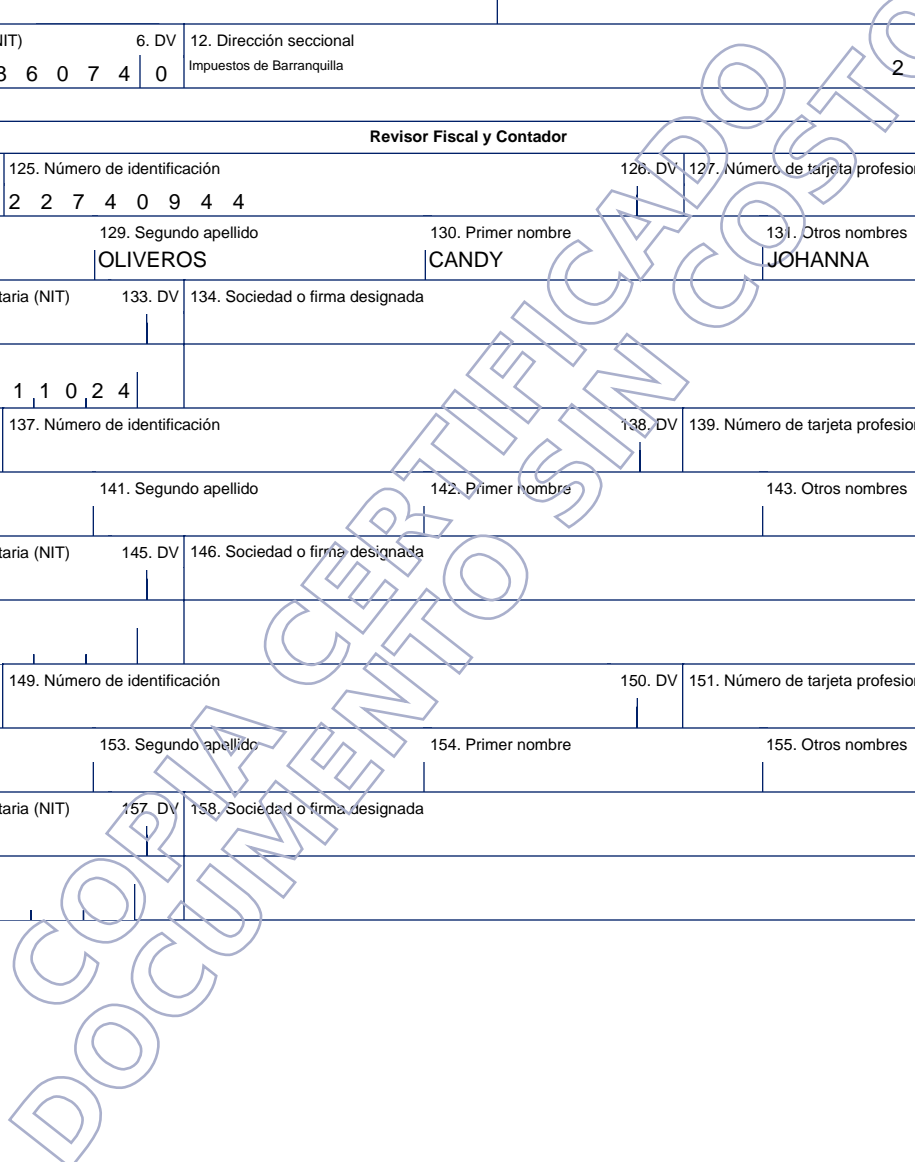 NIT) 6. DV 12. Dirección seccional
3 6 0 7 4 0 Impuestos de Barranquilla 2
Revisor Fiscal y Contador
125. Número de identificación 126. DV 127. Número de tarjeta profesion
2 2 7 4 0 9 4 4
129. Segundo apellido 130. Primer nombre 131. Otros nombres
OLIVEROS CANDY JOHANNA
taria (NIT) 133. DV 134. Sociedad o firma designada
1 1 0 2 4
137. Número de identificación 138. DV 139. Número de tarjeta profesion
141. Segundo apellido 142. Primer nombre 143. Otros nombres
taria (NIT) 145. DV 146. Sociedad o firma designada
149. Número de identificación 150. DV 151. Número de tarjeta profesion
153. Segundo apellido 154. Primer nombre 155. Otros nombres
taria (NIT) 157. DV 158. Sociedad o firma designada
COPIA CERTIFICADO
DOCUMENTO SIN COSTO